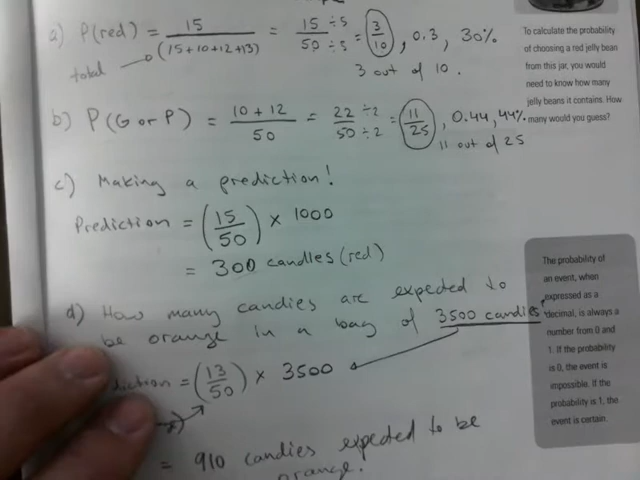 a) P(red) = 15 / (15+10+12+13) = 15 ÷5 / 50 ÷5 = 3/10, 0.3, 30%
total
3 out of 10.
b) P(G or P) = 10 + 12 / 50 = 22 ÷2 / 50 ÷2 = 11/25, 0.44, 44%
11 out of 25
c) Making a prediction!
Prediction = (15/50) × 1000
= 300 candies (red)
d) How many candies are expected to
be orange in a bag of 3500 candies
diction = (13/50) × 3500
= 910 candies expected to be
orange.
To calculate the probability
of choosing a red jelly bean
from this jar, you would
need to know how many
jelly beans it contains. How
many would you guess?
The probability of
an event, when
expressed as a
decimal, is always a
number from 0 and
1. If the probability
is 0, the event is
impossible. If the
probability is 1, the
event is certain.